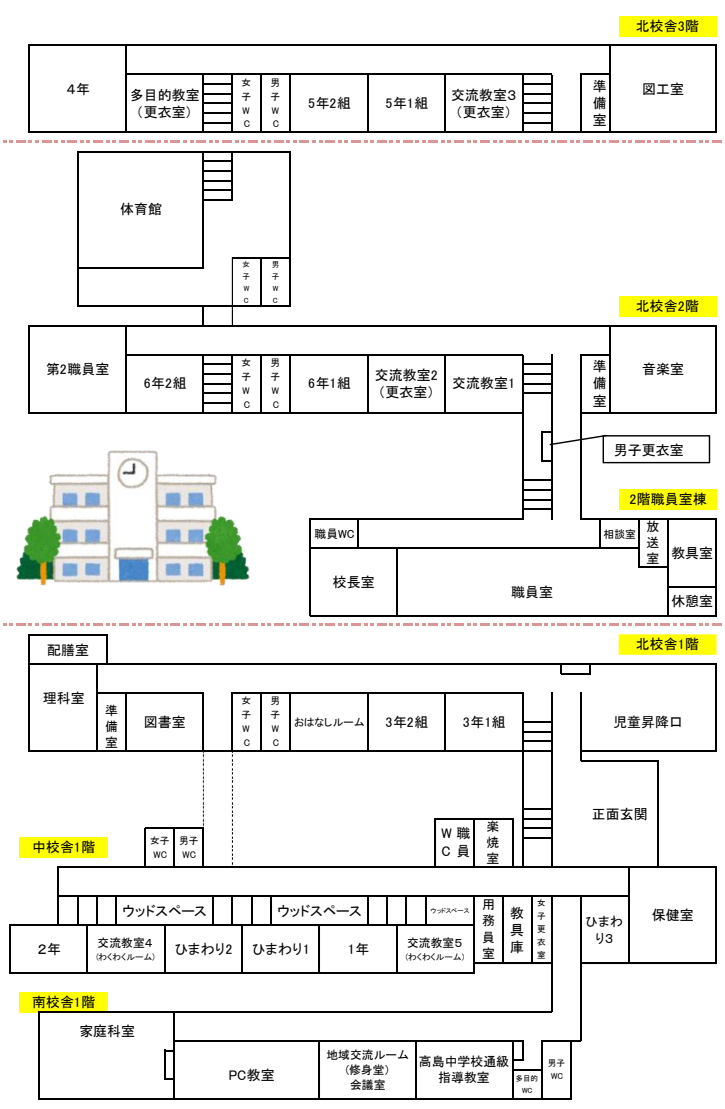 北校舎3階
4年
多目的教室
(更衣室)
女子WC
男子WC
5年2組
5年1組
交流教室3
(更衣室)
準備室
図工室
体育館
女子WC
男子WC
北校舎2階
第2職員室
6年2組
女子WC
男子WC
6年1組
交流教室2
(更衣室)
交流教室1
準備室
音楽室
男子更衣室
2階職員室棟
職員WC
相談室
放送室
教具室
校長室
職員室
休憩室
北校舎1階
配膳室
理科室
準備室
図書室
女子WC
男子WC
おはなしルーム
3年2組
3年1組
児童昇降口
正面玄関
中校舎1階
女子
WC
男子
WC
職員
WC
楽焼室
ウッドスペース
ウッドスペース
ウッドスペース
用務員室
教具庫
女子更衣室
ひまわ
り3
保健室
2年
交流教室4
(わくわくルーム)
ひまわり2
ひまわり1
1年
交流教室5
(わくわくルーム)
南校舎1階
家庭科室
PC教室
地域交流ルーム
(修身堂)
会議室
高島中学校通級
指導教室
多目的
WC
男子
WC